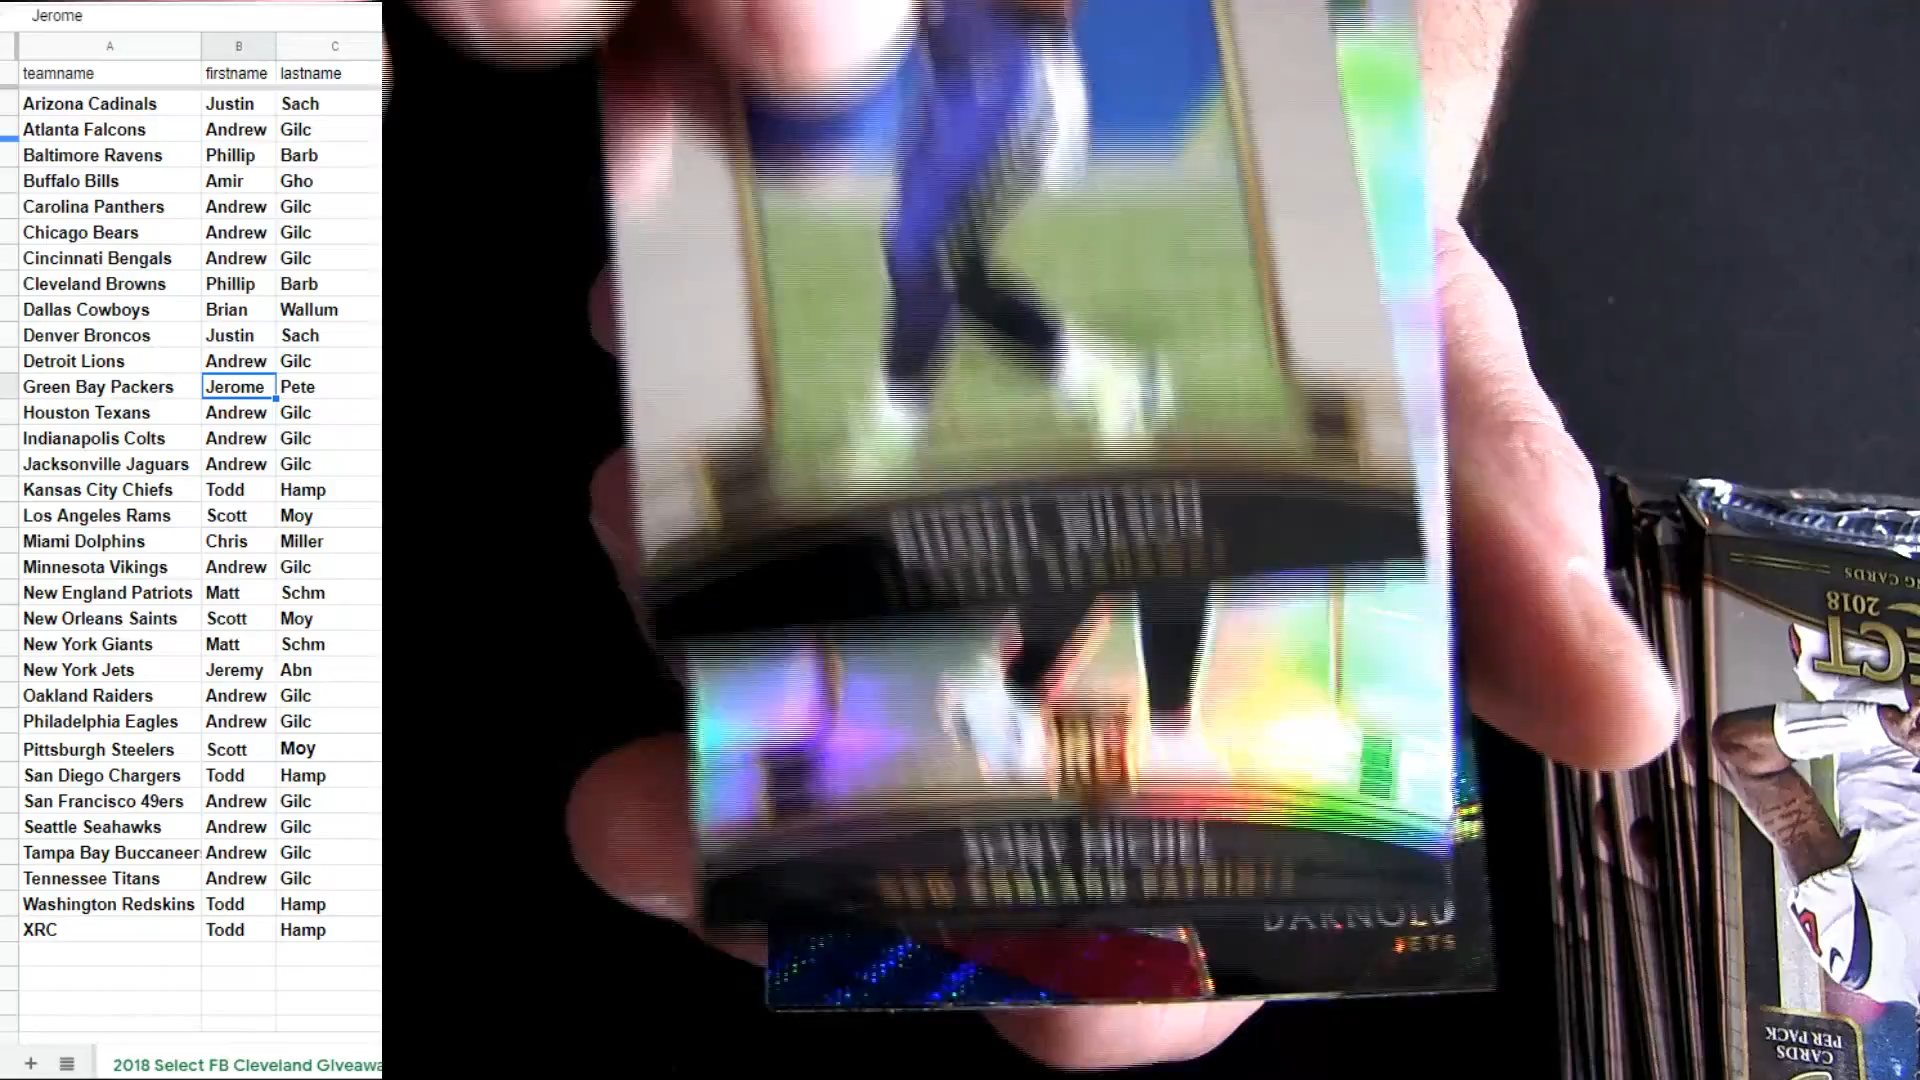 Jerome
A B C
teamname firstname lastname
Arizona Cadinals Justin Sach
Atlanta Falcons Andrew Gilc
Baltimore Ravens Phillip Barb
Buffalo Bills Amir Gho
Carolina Panthers Andrew Gilc
Chicago Bears Andrew Gilc
Cincinnati Bengals Andrew Gilc
Cleveland Browns Phillip Barb
Dallas Cowboys Brian Wallum
Denver Broncos Justin Sach
Detroit Lions Andrew Gilc
Green Bay Packers Jerome Pete
Houston Texans Andrew Gilc
Indianapolis Colts Andrew Gilc
Jacksonville Jaguars Andrew Gilc
Kansas City Chiefs Todd Hamp
Los Angeles Rams Scott Moy
Miami Dolphins Chris Miller
Minnesota Vikings Andrew Gilc
New England Patriots Matt Schm
New Orleans Saints Scott Moy
New York Giants Matt Schm
New York Jets Jeremy Abn
Oakland Raiders Andrew Gilc
Philadelphia Eagles Andrew Gilc
Pittsburgh Steelers Scott Moy
San Diego Chargers Todd Hamp
San Francisco 49ers Andrew Gilc
Seattle Seahawks Andrew Gilc
Tampa Bay Buccaneer Andrew Gilc
Tennessee Titans Andrew Gilc
Washington Redskins Todd Hamp
XRC Todd Hamp
2018 Select FB Cleveland GIveawa
SONY MICHEL
NEW ENGLAND PATRIOTS
DARNOLD
JETS
2018
CARDS
PER PACK